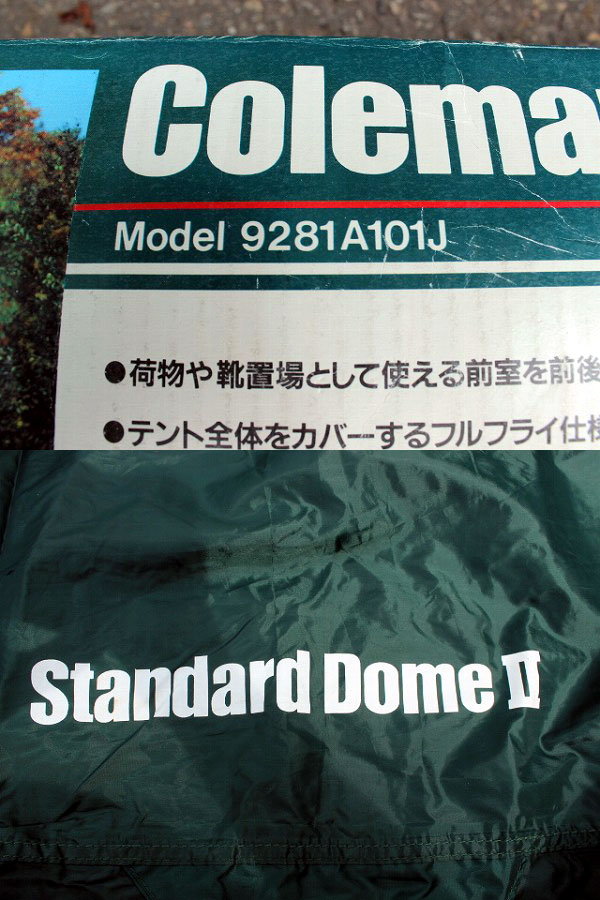 Colema
Model 9281A101J
●荷物や靴置場として使える前室を前後
●テント全体をカバーするフルフライ仕様
Standard Dome II